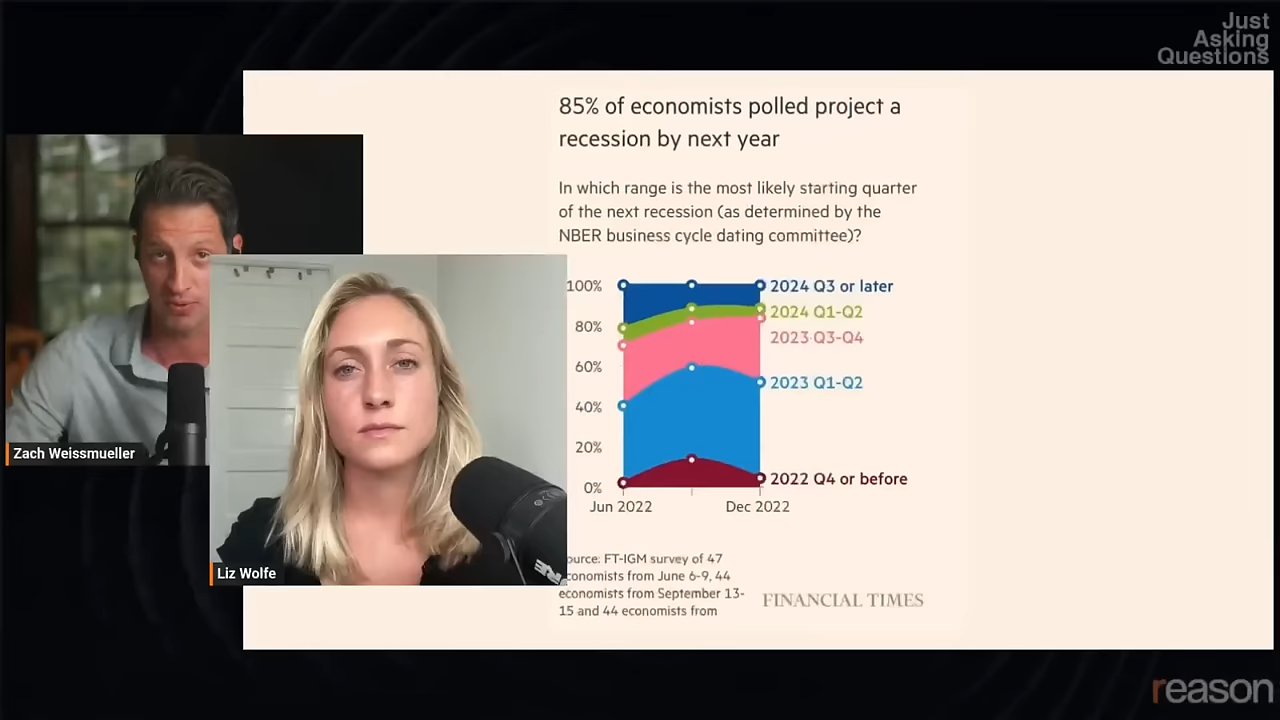 Just
Asking
Questions
85% of economists polled project a
recession by next year
In which range is the most likely starting quarter
of the next recession (as determined by the
NBER business cycle dating committee)?
100%
80%
60%
40%
20%
0%
2024 Q3 or later
2024 Q1-Q2
2023 Q3-Q4
2023 Q1-Q2
2022 Q4 or before
Jun 2022
Dec 2022
Zach Weissmueller
Liz Wolfe
ource: FT-IGM survey of 47
conomists from June 6-9, 44
economists from September 13-
15 and 44 economists from
FINANCIAL TIMES
reason